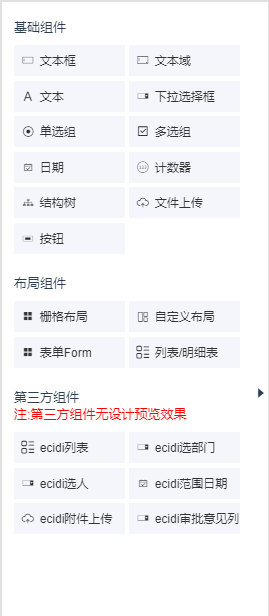 基础组件
文本框 文本域
文本 下拉选择框
单选组 多选组
日期 计数器
结构树 文件上传
按钮
布局组件
栅格布局 自定义布局
表单Form 列表/明细表
第三方组件
注:第三方组件无设计预览效果
ecidi列表 ecidi选部门
ecidi选人 ecidi范围日期
ecidi附件上传 ecidi审批意见列